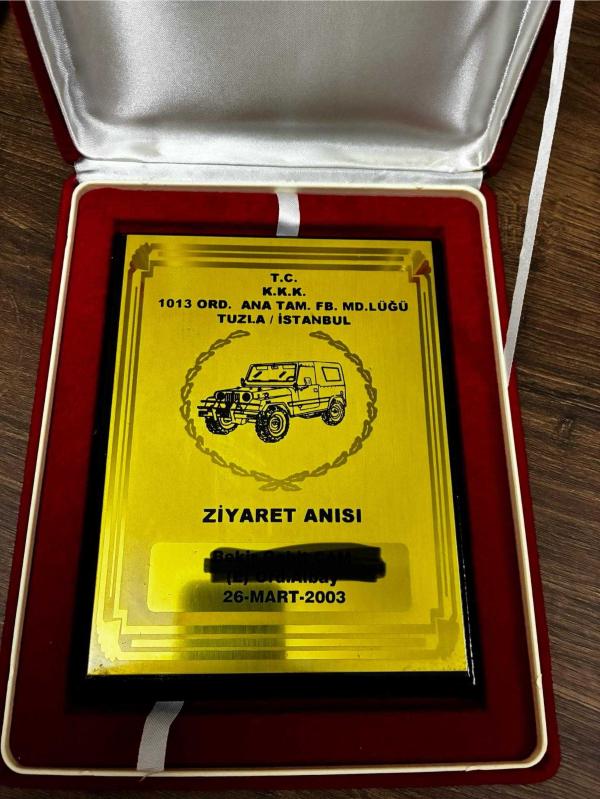 T.C.
K.K.K.
1013 ORD. ANA TAM. FB. MD.LÜĞÜ
TUZLA / İSTANBUL
ZİYARET ANISI
26-MART-2003